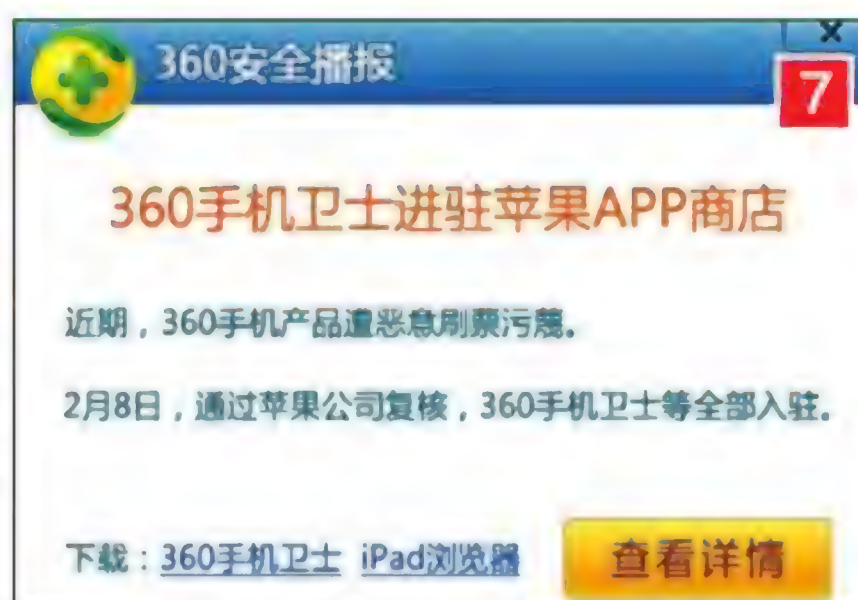 360安全播报
×
7
360手机卫士进驻苹果APP商店
近期，360手机产品遭恶意刷票污蔑。
2月8日，通过苹果公司复核，360手机卫士等全部入驻。
下载：360手机卫士 iPad浏览器 查看详情